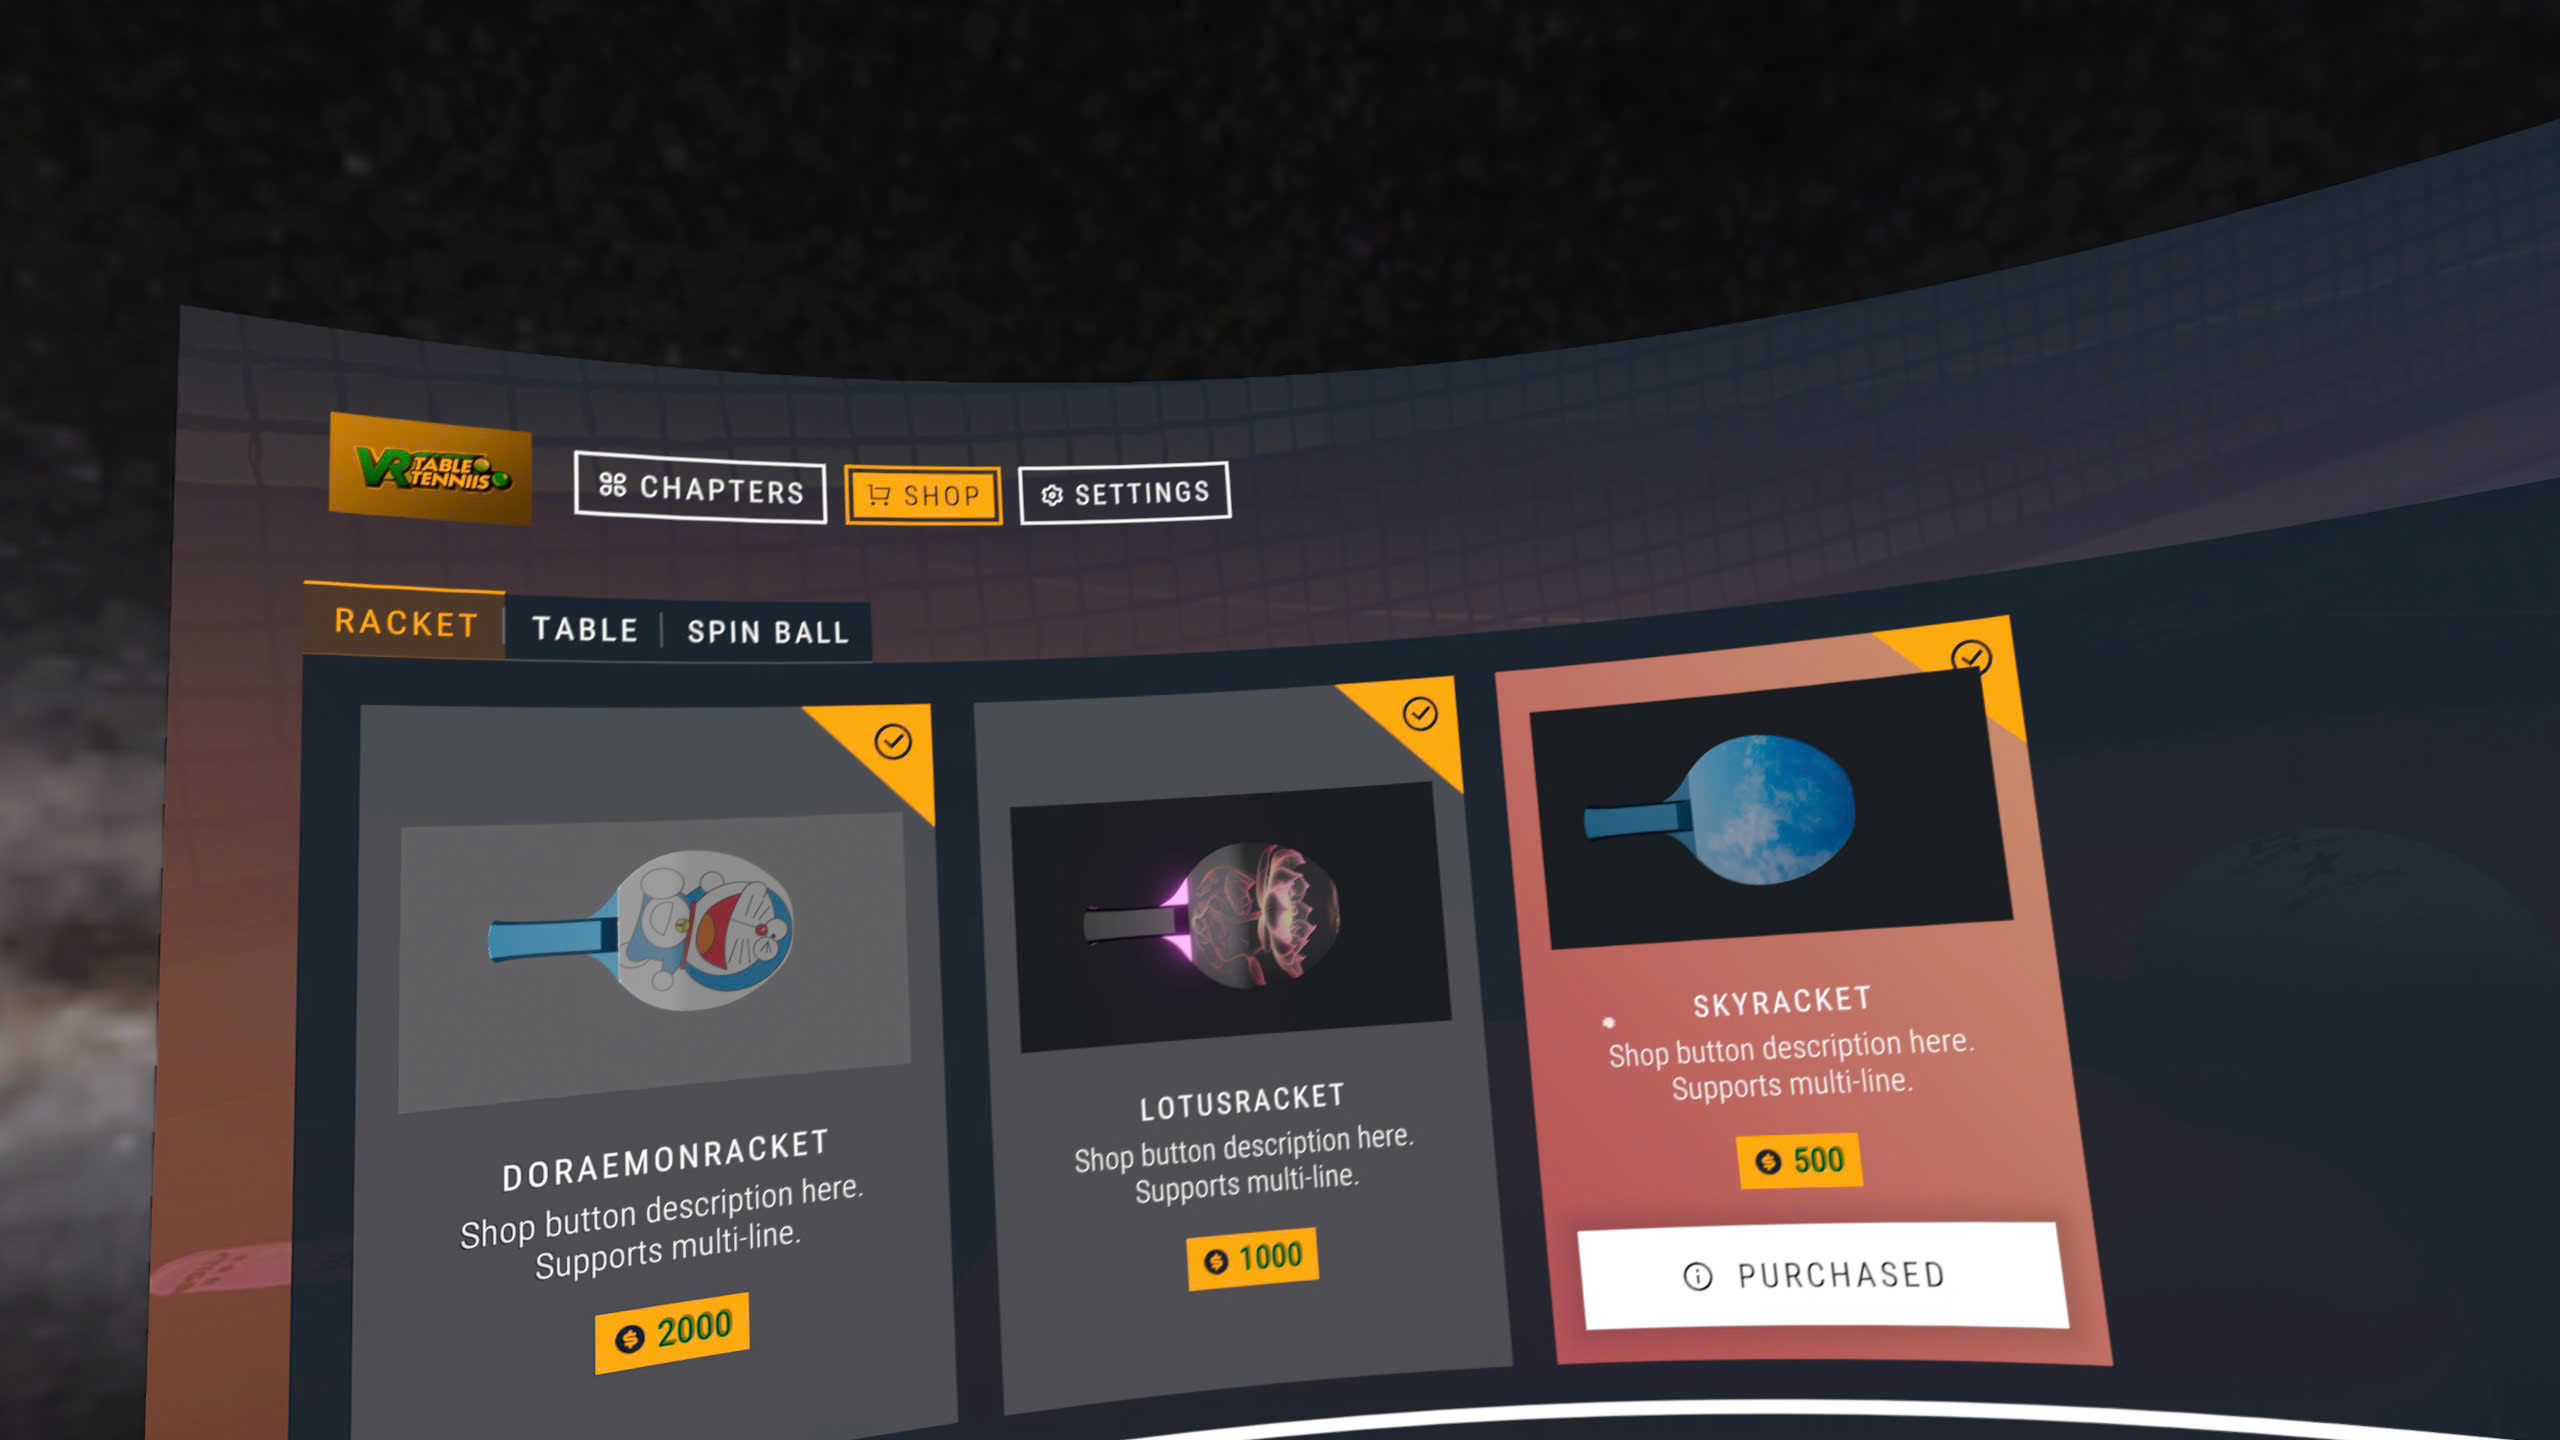 VR TABLE
TENNIIS
CHAPTERS
SHOP
SETTINGS
RACKET
TABLE
SPIN BALL
DORAEMONRACKET
Shop button description here.
Supports multi-line.
2000
LOTUSRACKET
Shop button description here.
Supports multi-line.
1000
SKYRACKET
Shop button description here.
Supports multi-line.
500
PURCHASED